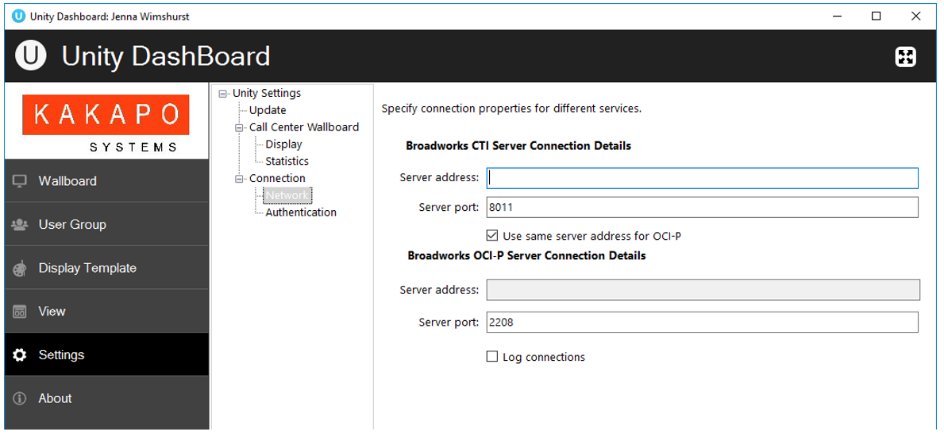 Unity Dashboard: Jenna Wimshurst
Unity DashBoard
KAKAPO
SYSTEMS
Wallboard
User Group
Display Template
View
Settings
About
Unity Settings
Update
Call Center Wallboard
Display
Statistics
Connection
Network
Authentication
Specify connection properties for different services.
Broadworks CTI Server Connection Details
Server address:
Server port: 8011
Use same server address for OCI-P
Broadworks OCI-P Server Connection Details
Server address:
Server port: 2208
Log connections